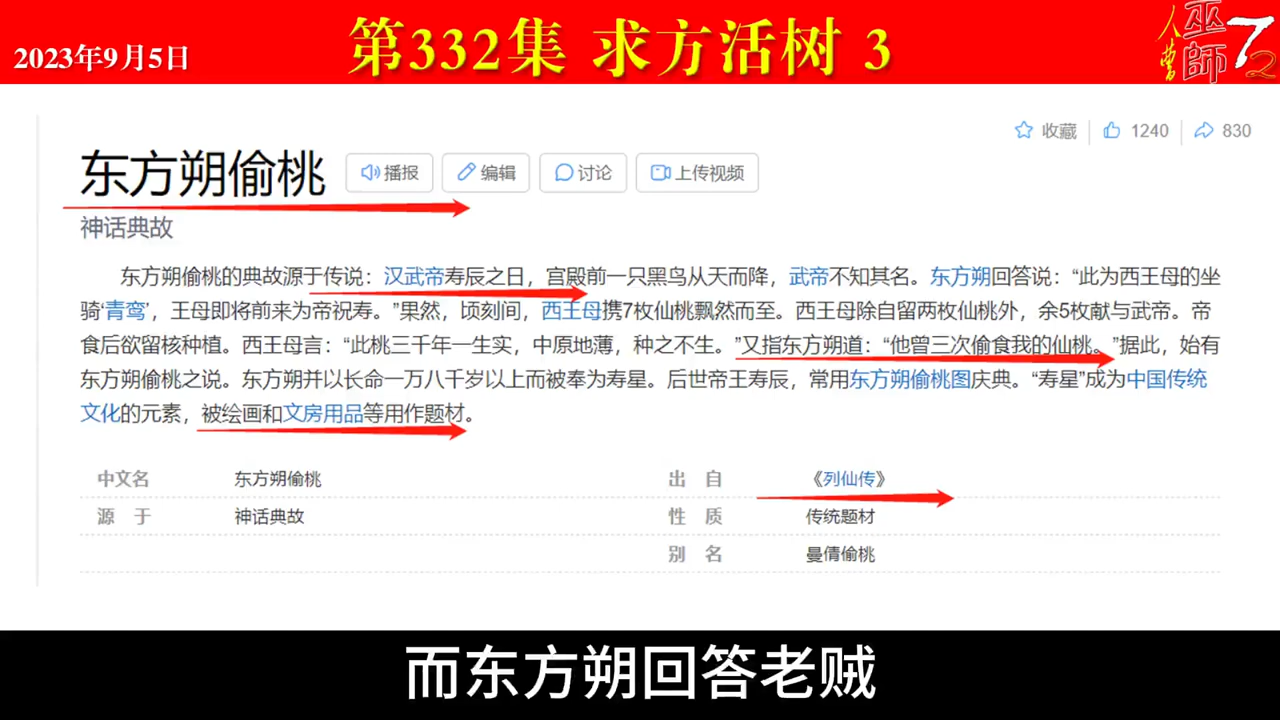 2023年9月5日
第332集 求方活树 3
人曹
巫師
72
收藏 1240 830
东方朔偷桃 播报 编辑 讨论 上传视频
神话典故
东方朔偷桃的典故源于传说：汉武帝寿辰之日，宫殿前一只黑鸟从天而降，武帝不知其名。东方朔回答说：“此为西王母的坐
骑‘青鸾’，王母即将前来为帝祝寿。”果然，顷刻间，西王母携7枚仙桃飘然而至。西王母除自留两枚仙桃外，余5枚献与武帝。帝
食后欲留核种植。西王母言：“此桃三千年一生实，中原地薄，种之不生。”又指东方朔道：“他曾三次偷食我的仙桃。”据此，始有
东方朔偷桃之说。东方朔并以长命一万八千岁以上而被奉为寿星。后世帝王寿辰，常用东方朔偷桃图庆典。“寿星”成为中国传统
文化的元素，被绘画和文房用品等用作题材。
中文名 东方朔偷桃 出自 《列仙传》
源于 神话典故 性质 传统题材
别名 曼倩偷桃
而东方朔回答老贼